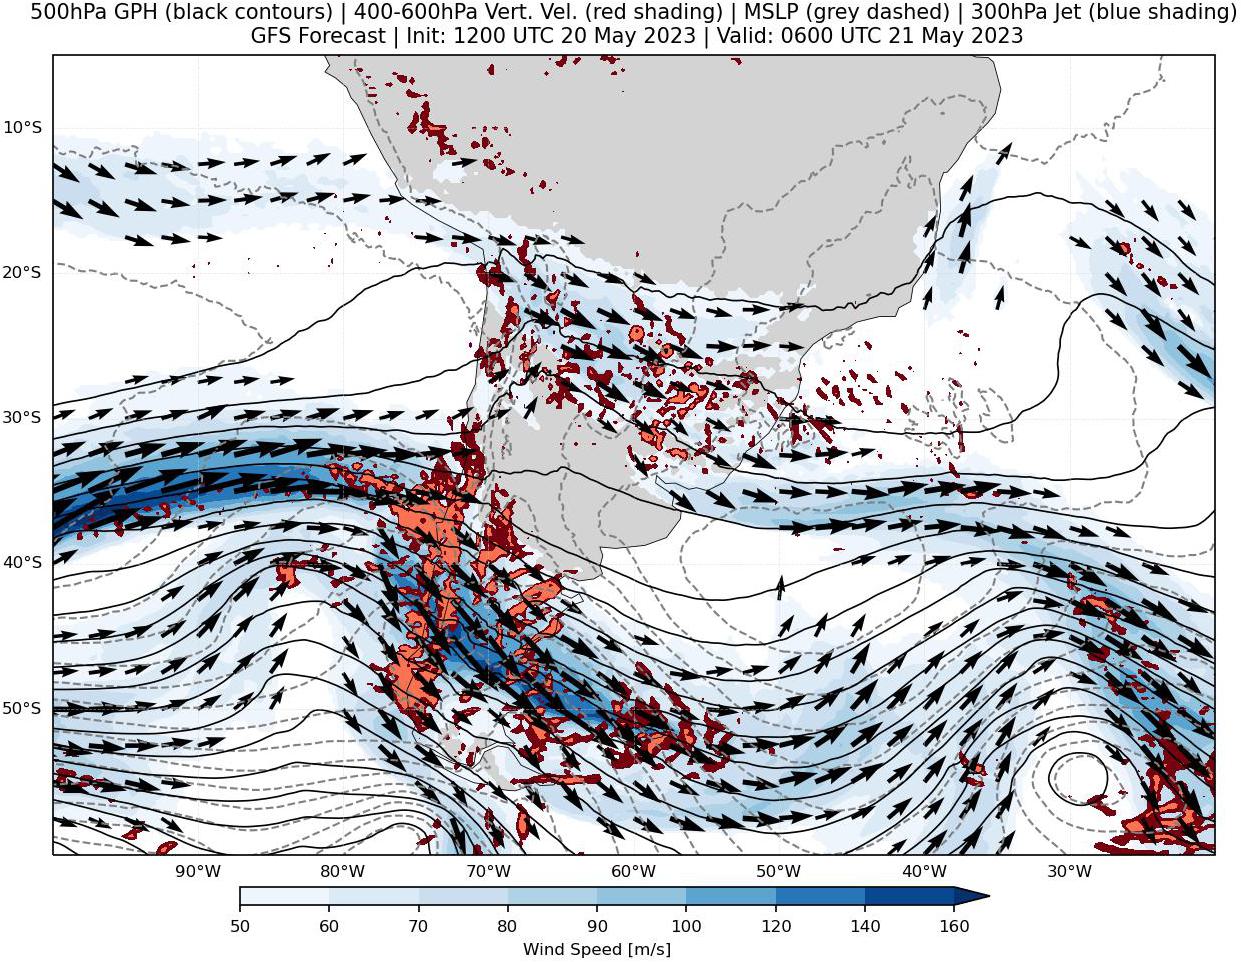 500hPa GPH (black contours) | 400-600hPa Vert. Vel. (red shading) | MSLP (grey dashed) | 300hPa Jet (blue shading)
GFS Forecast | Init: 1200 UTC 20 May 2023 | Valid: 0600 UTC 21 May 2023
10°S
20°S
30°S
40°S
50°S
90°W 80°W 70°W 60°W 50°W 40°W 30°W
50 60 70 80 90 100 120 140 160
Wind Speed [m/s]